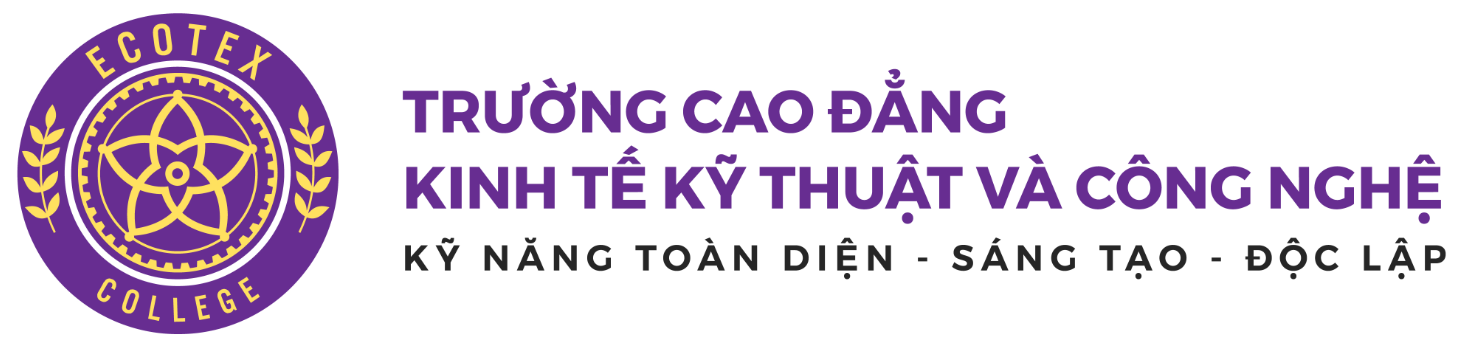 ECOTEX
COLLEGE
TRƯỜNG CAO ĐẲNG
KINH TẾ KỸ THUẬT VÀ CÔNG NGHỆ
KỸ NĂNG TOÀN DIỆN - SÁNG TẠO - ĐỘC LẬP